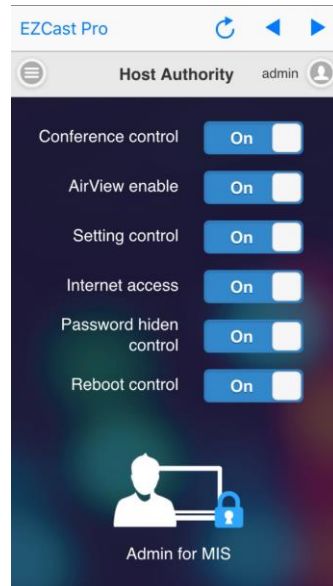 EZCast Pro
Host Authority admin
Conference control On
AirView enable On
Setting control On
Internet access On
Password hiden
control On
Reboot control On
Admin for MIS